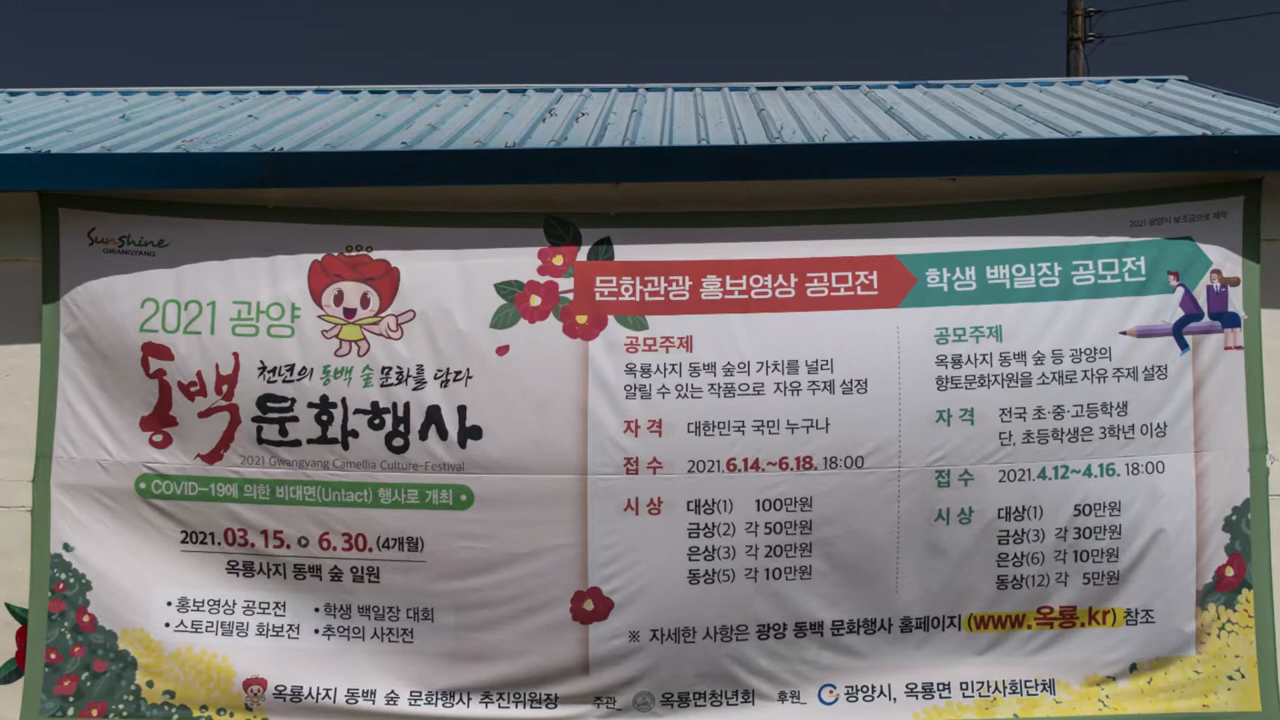 Sunshine
GWANGYANG
2021 광양시 보조금으로 제작
2021 광양
동백
천년의 동백 숲 문화를 담다
문화행사
2021 Gwangyang Camellia Culture-Festival
• COVID-19에 의한 비대면(Untact) 행사로 개최 •
2021. 03. 15. 6. 30. (4개월)
옥룡사지 동백 숲 일원
• 홍보영상 공모전 • 학생 백일장 대회
• 스토리텔링 화보전 • 추억의 사진전
문화관광 홍보영상 공모전
공모주제
옥룡사지 동백 숲의 가치를 널리
알릴 수 있는 작품으로 자유 주제 설정
자격 대한민국 국민 누구나
접수 2021.6.14.~6.18. 18:00
시상 대상(1) 100만원
금상(2) 각 50만원
은상(3) 각 20만원
동상(5) 각 10만원
학생 백일장 공모전
공모주제
옥룡사지 동백 숲 등 광양의
향토문화자원을 소재로 자유 주제 설정
자격 전국 초·중·고등학생
단, 초등학생은 3학년 이상
접수 2021.4.12~4.16. 18:00
시상 대상(1) 50만원
금상(3) 각 30만원
은상(6) 각 10만원
동상(12) 각 5만원
※ 자세한 사항은 광양 동백 문화행사 홈페이지 (www.옥룡.kr) 참조
옥룡사지 동백 숲 문화행사 추진위원장 주관_ 옥룡면청년회 후원_ 광양시, 옥룡면 민간사회단체